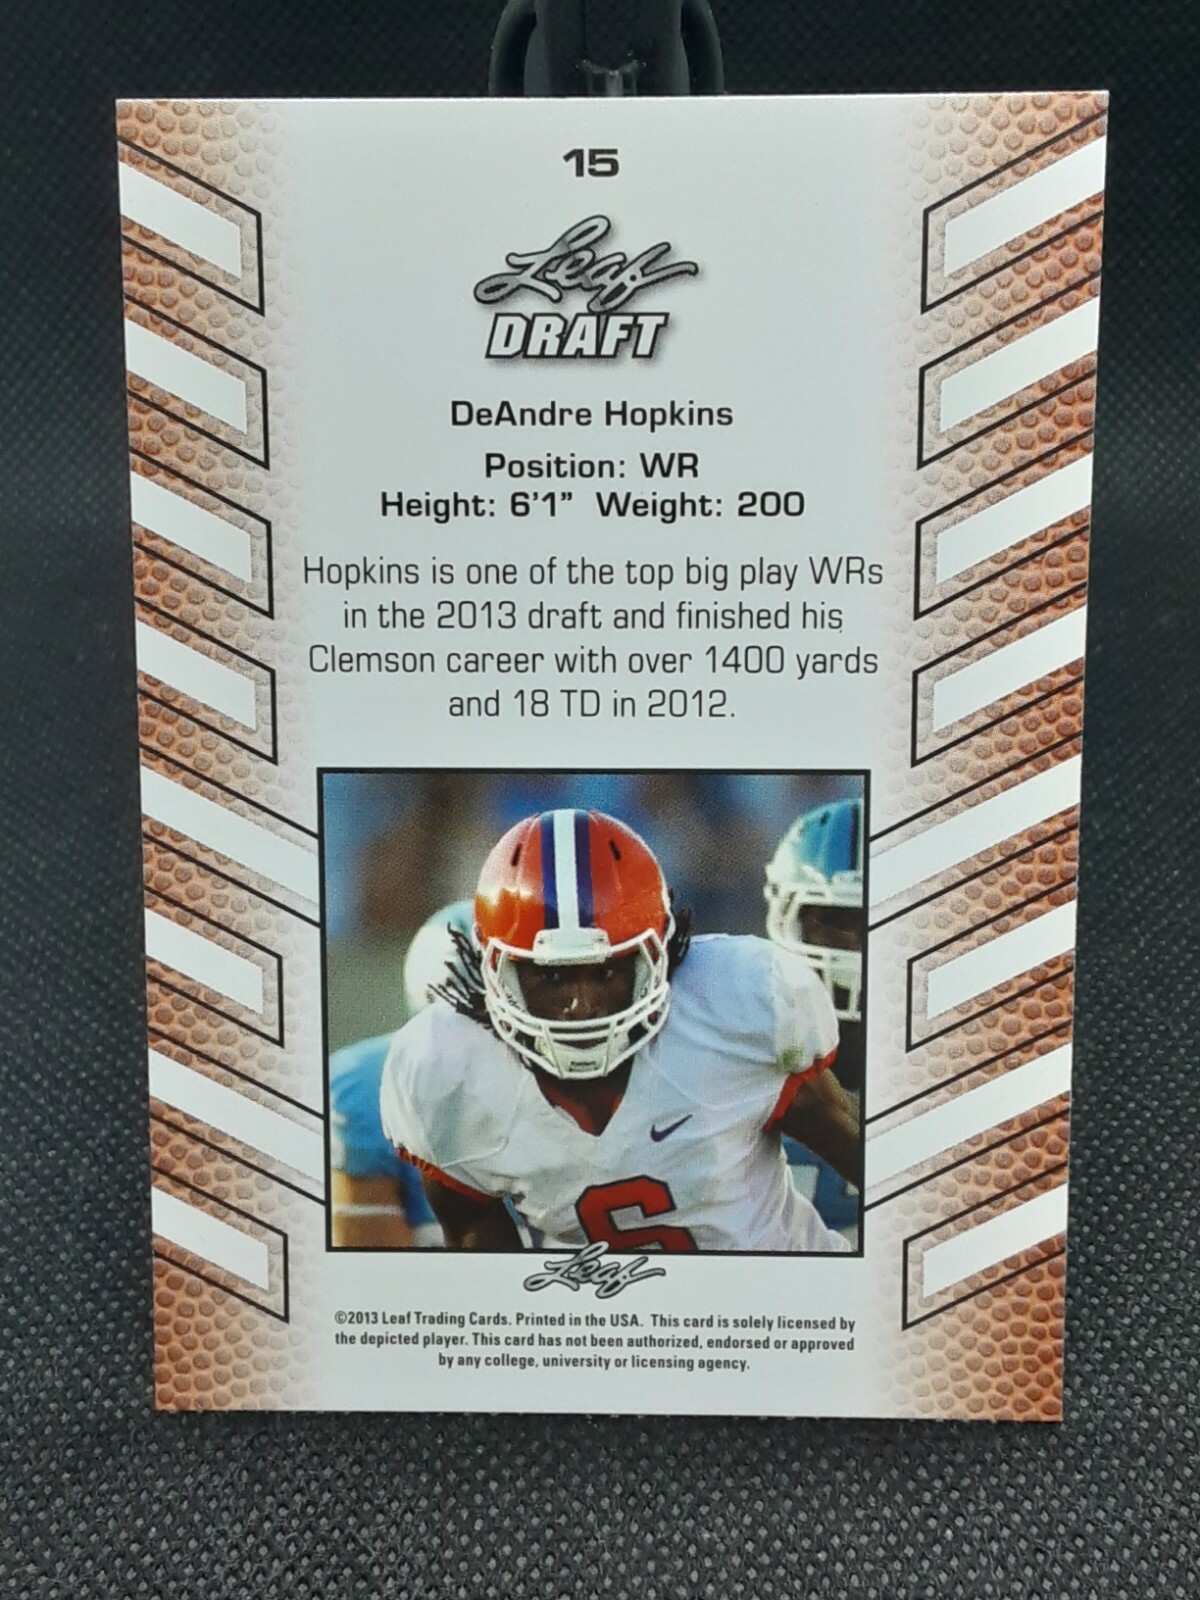 15
Leaf
DRAFT
DeAndre Hopkins
Position: WR
Height: 6'1” Weight: 200
Hopkins is one of the top big play WRs
in the 2013 draft and finished his
Clemson career with over 1400 yards
and 18 TD in 2012.
6
Leaf
©2013 Leaf Trading Cards. Printed in the USA. This card is solely licensed by
the depicted player. This card has not been authorized, endorsed or approved
by any college, university or licensing agency.